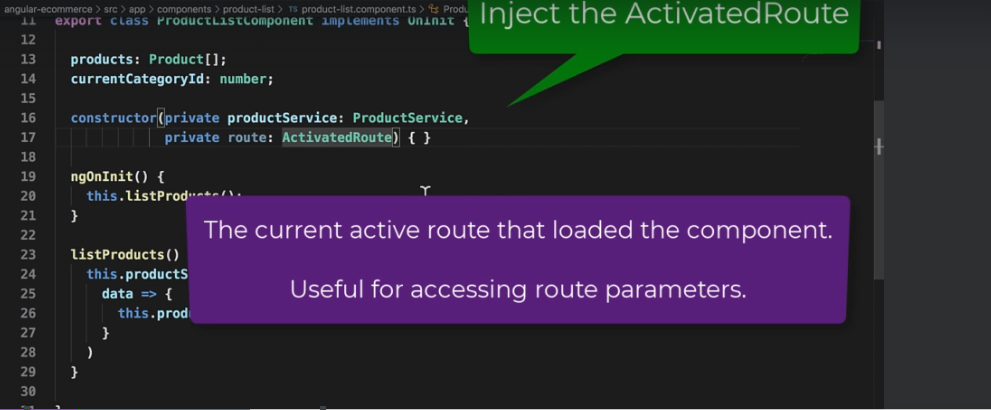 angular-ecommerce > src > app > components > product-list > TS product-list.component.ts > Produ
Inject the ActivatedRoute
11 export class ProductListComponent implements OnInit {
12
13 products: Product[];
14 currentCategoryId: number;
15
16 constructor(private productService: ProductService,
17 private route: ActivatedRoute) { }
18
19 ngOnInit() {
20 this.listProducts();
21 }
22
The current active route that loaded the component.
23 listProducts()
24 this.productS
Useful for accessing route parameters.
25 data => {
26 this.prod
27 }
28 )
29 }
30
}